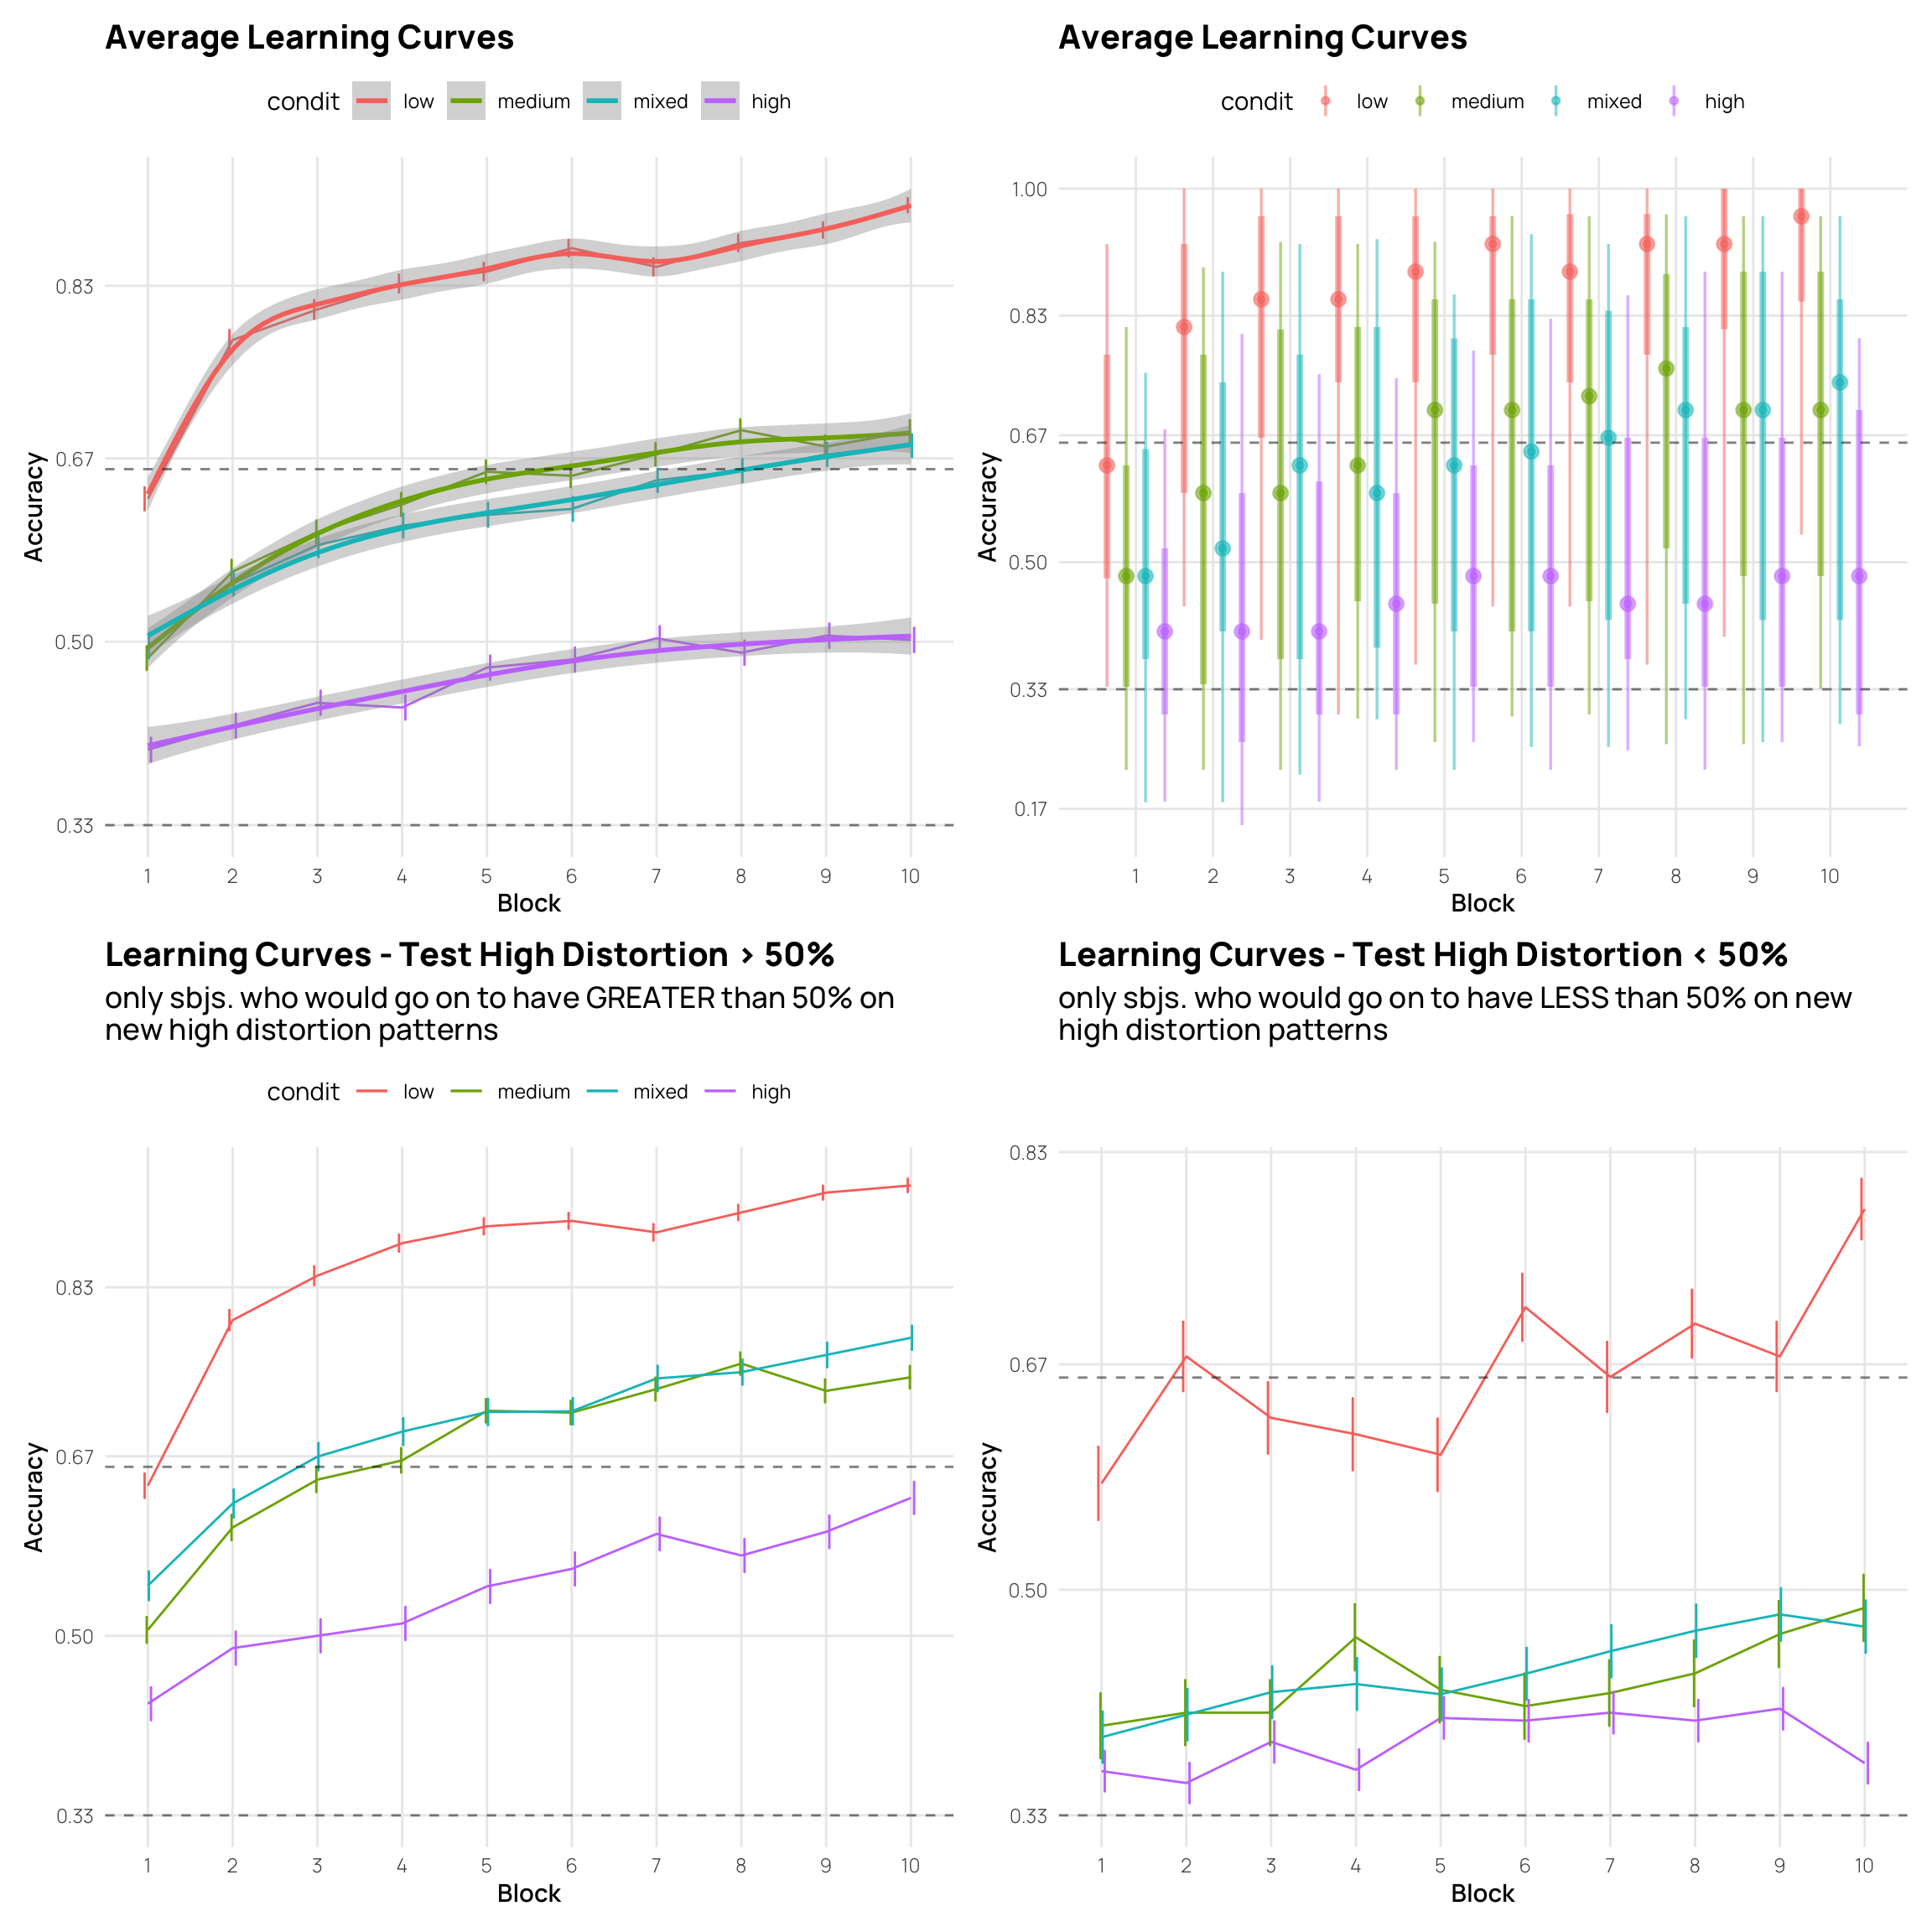 Average Learning Curves
condit low medium mixed high
0.83
0.67
0.50
0.33
Accuracy
1 2 3 4 5 6 7 8 9 10
Block
Average Learning Curves
condit low medium mixed high
1.00
0.83
0.67
0.50
0.33
0.17
Accuracy
1 2 3 4 5 6 7 8 9 10
Block
Learning Curves - Test High Distortion > 50%
only sbjs. who would go on to have GREATER than 50% on
new high distortion patterns
condit low medium mixed high
0.83
0.67
0.50
0.33
Accuracy
1 2 3 4 5 6 7 8 9 10
Block
Learning Curves - Test High Distortion < 50%
only sbjs. who would go on to have LESS than 50% on new
high distortion patterns
0.83
0.67
0.50
0.33
Accuracy
1 2 3 4 5 6 7 8 9 10
Block